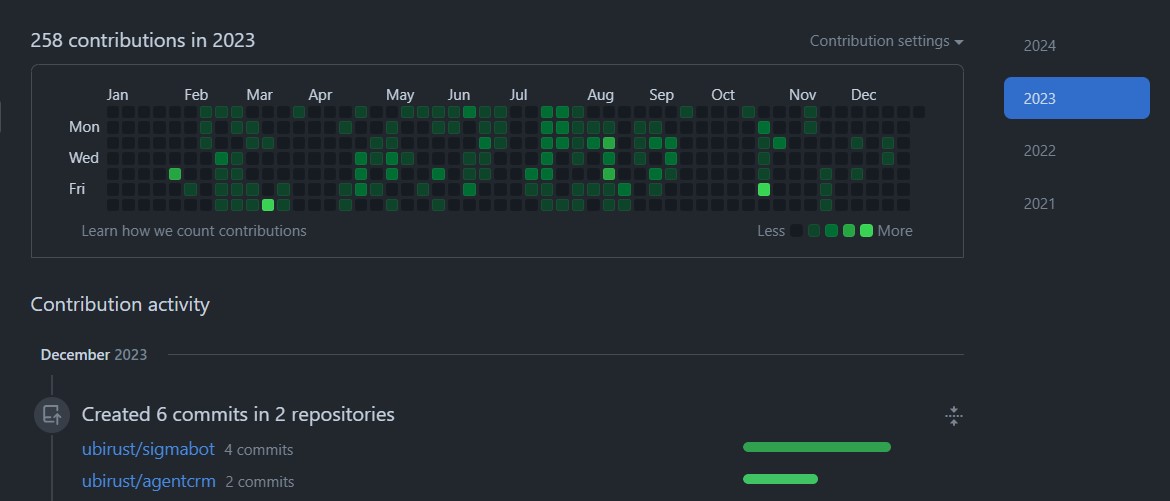 258 contributions in 2023
Contribution settings
2024
2023
2022
2021
Jan Feb Mar Apr May Jun Jul Aug Sep Oct Nov Dec
Mon
Wed
Fri
Learn how we count contributions
Less More
Contribution activity
December 2023
Created 6 commits in 2 repositories
ubirust/sigmabot 4 commits
ubirust/agentcrm 2 commits